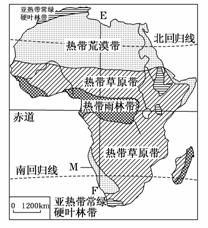 亚热带常绿
硬叶林带
E
北回归线
热带荒漠带
热带草原带
热带雨林带
赤道
热带草原带
M
南回归线
F
0 1200km
亚热带常绿
硬叶林带